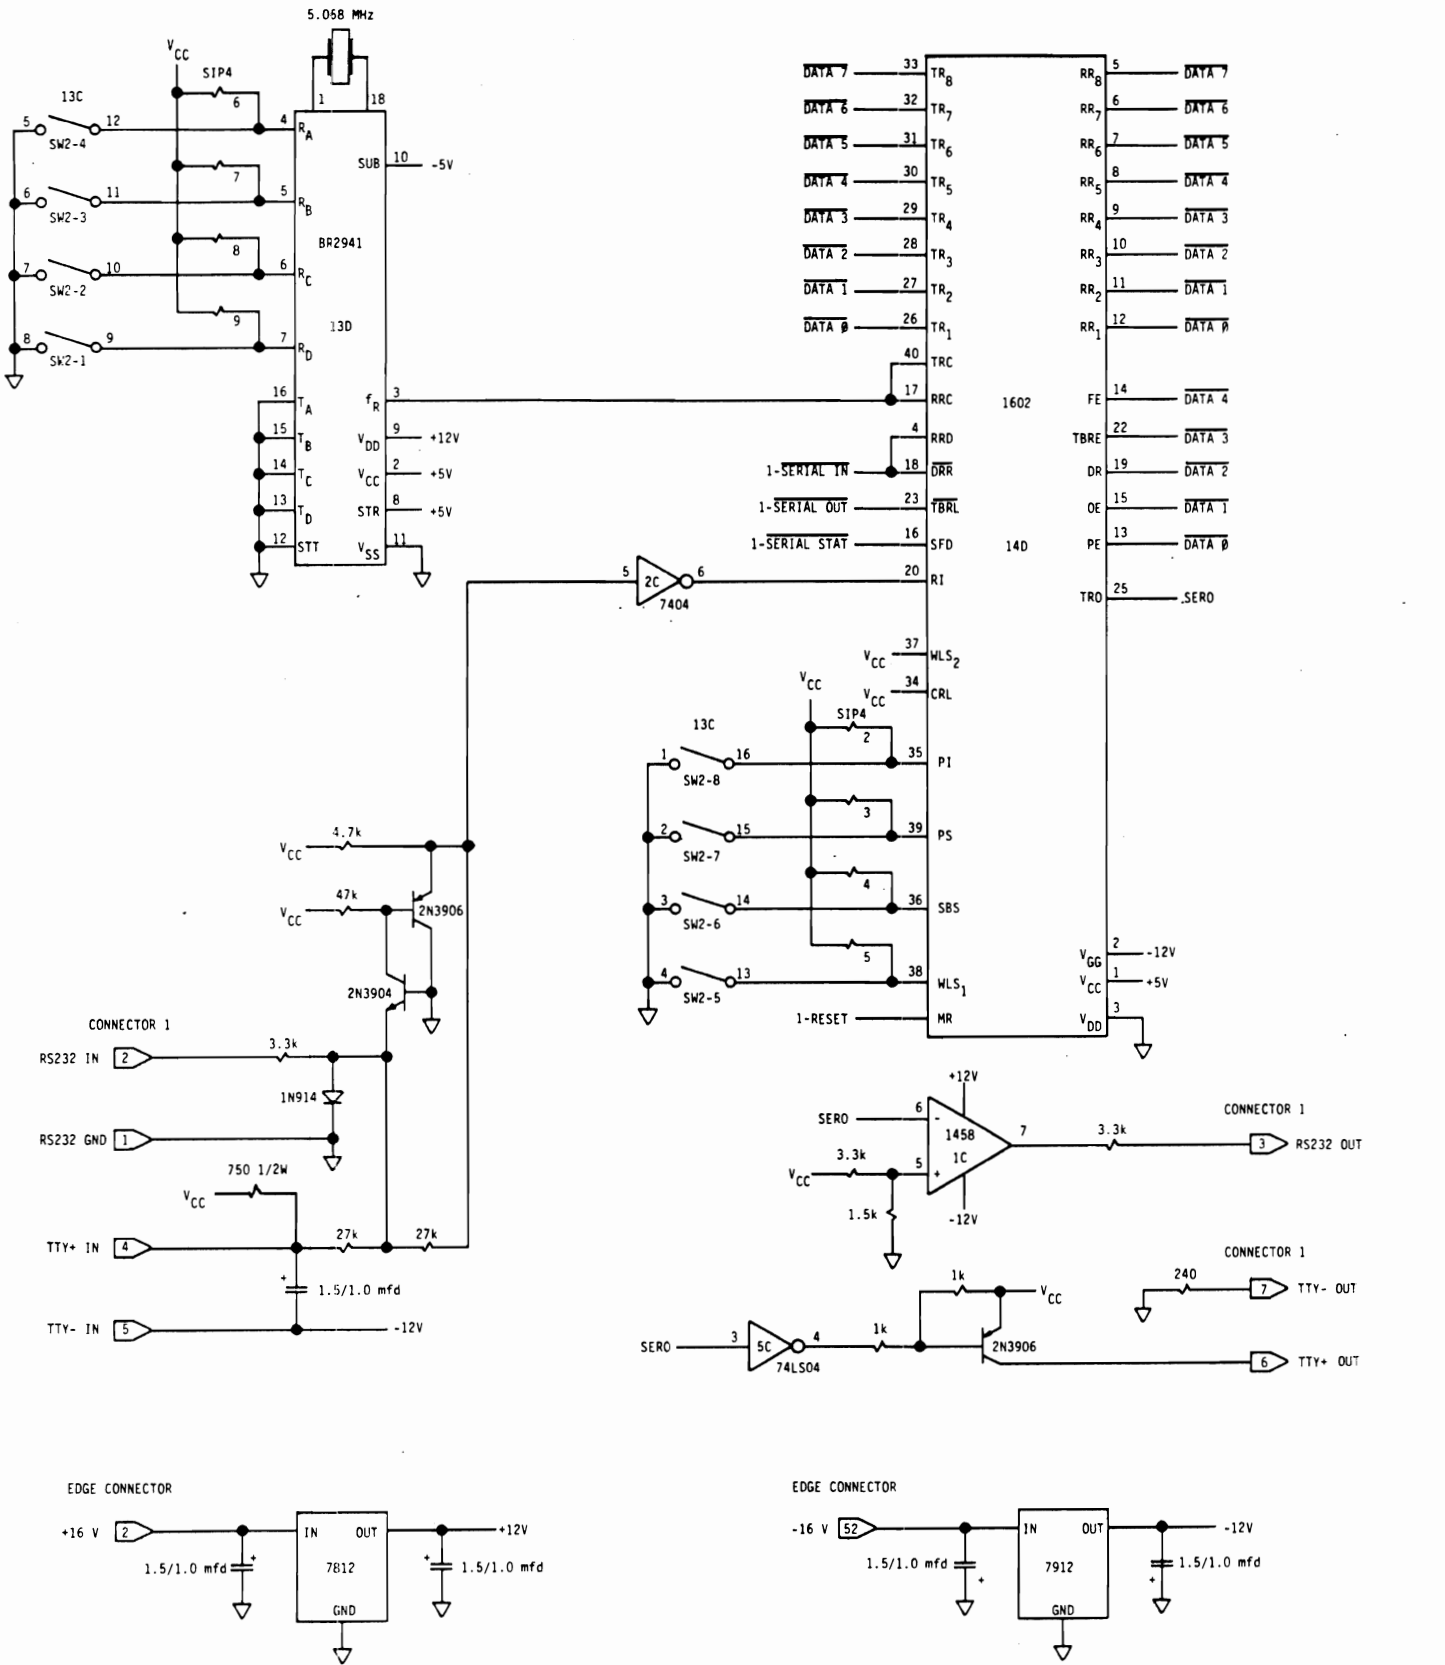 5.068 MHz
VCC
SIP4
6
1
18
13C
5
12
SW2-4
4
RA
SUB
10
-5V
7
6
11
SW2-3
5
RB
BR2941
8
7
10
SW2-2
6
RC
9
13D
8
9
SW2-1
7
RD
16
TA
fR
3
15
TB
VDD
9
+12V
14
TC
VCC
2
+5V
13
TD
STR
8
+5V
12
STT
VSS
11
DATA 7
33
TR8
RR8
5
DATA 7
DATA 6
32
TR7
RR7
6
DATA 6
DATA 5
31
TR6
RR6
7
DATA 5
DATA 4
30
TR5
RR5
8
DATA 4
DATA 3
29
TR4
RR4
9
DATA 3
DATA 2
28
TR3
RR3
10
DATA 2
DATA 1
27
TR2
RR2
11
DATA 1
DATA 0
26
TR1
RR1
12
DATA 0
40
TRC
17
RRC
1602
FE
14
DATA 4
4
RRD
TBRE
22
DATA 3
1-SERIAL IN
18
DRR
DR
19
DATA 2
1-SERIAL OUT
23
TBRL
OE
15
DATA 1
1-SERIAL STAT
16
SFD
14D
PE
13
DATA 0
5
2C
6
7404
20
RI
TRO
25
SERO
VCC
37
WLS2
VCC
34
CRL
VCC
SIP4
2
13C
1
16
SW2-8
35
PI
3
2
15
SW2-7
39
PS
4
3
14
SW2-6
36
SBS
5
4
13
SW2-5
38
WLS1
1-RESET
MR
VGG
2
-12V
VCC
1
+5V
VDD
3
4.7k
VCC
47k
VCC
2N3906
2N3904
CONNECTOR 1
RS232 IN
2
3.3k
1N914
RS232 GND
1
750 1/2W
VCC
TTY+ IN
4
27k
27k
+
1.5/1.0 mfd
TTY- IN
5
-12V
+12V
SERO
6
-
1458
1C
7
3.3k
CONNECTOR 1
3
RS232 OUT
VCC
3.3k
5
+
1.5k
-12V
CONNECTOR 1
240
7
TTY- OUT
1k
VCC
SERO
3
5C
4
74LS04
1k
2N3906
6
TTY+ OUT
EDGE CONNECTOR
+16 V
2
IN
OUT
+12V
1.5/1.0 mfd
+
7812
+
1.5/1.0 mfd
GND
EDGE CONNECTOR
-16 V
52
IN
OUT
-12V
1.5/1.0 mfd
+
7912
+
1.5/1.0 mfd
GND